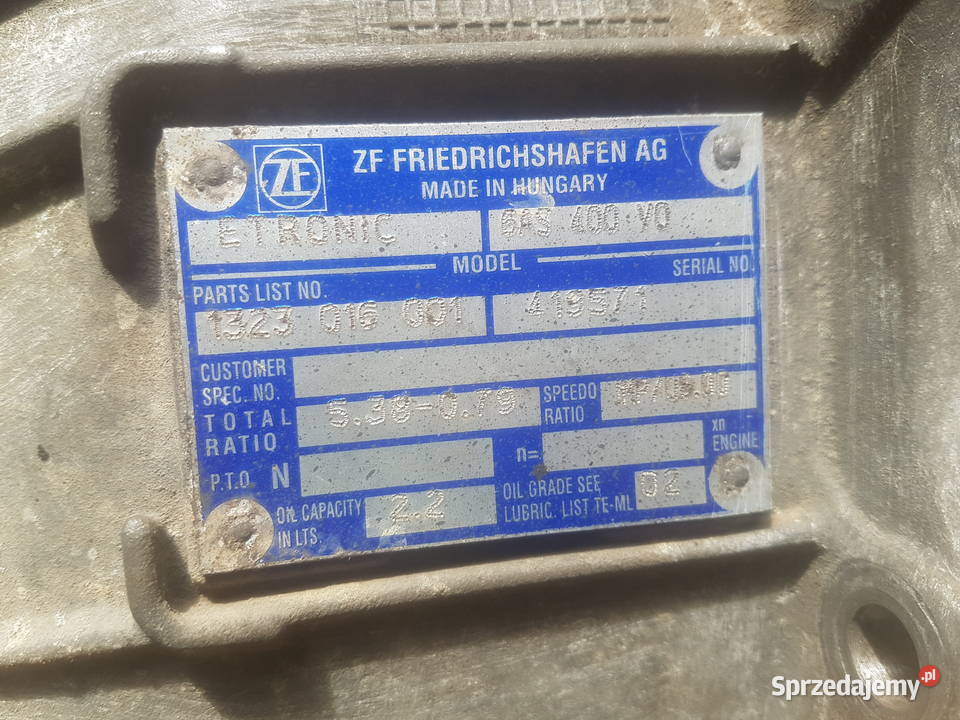 ZF
ZF FRIEDRICHSHAFEN AG
MADE IN HUNGARY
ETRONIC 6AS 400 VO
MODEL
PARTS LIST NO. SERIAL NO.
1323 016 001 419571
CUSTOMER
SPEC. NO.
TOTAL
RATIO 5.38-0.79 SPEEDO
RATIO
P.T.O N n= xn
ENGINE
OIL CAPACITY
IN LTS. 2.2 OIL GRADE SEE
LUBRIC. LIST TE-ML 02
Sprzedajemy.pl